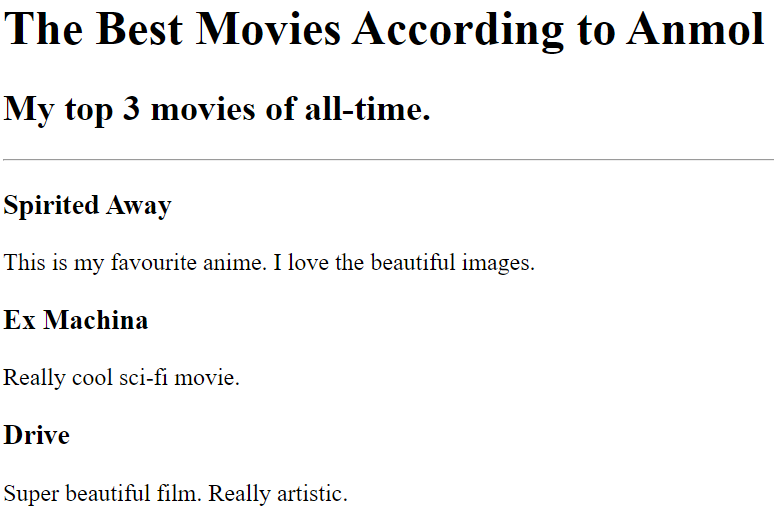 The Best Movies According to Anmol
My top 3 movies of all-time.
Spirited Away
This is my favourite anime. I love the beautiful images.
Ex Machina
Really cool sci-fi movie.
Drive
Super beautiful film. Really artistic.